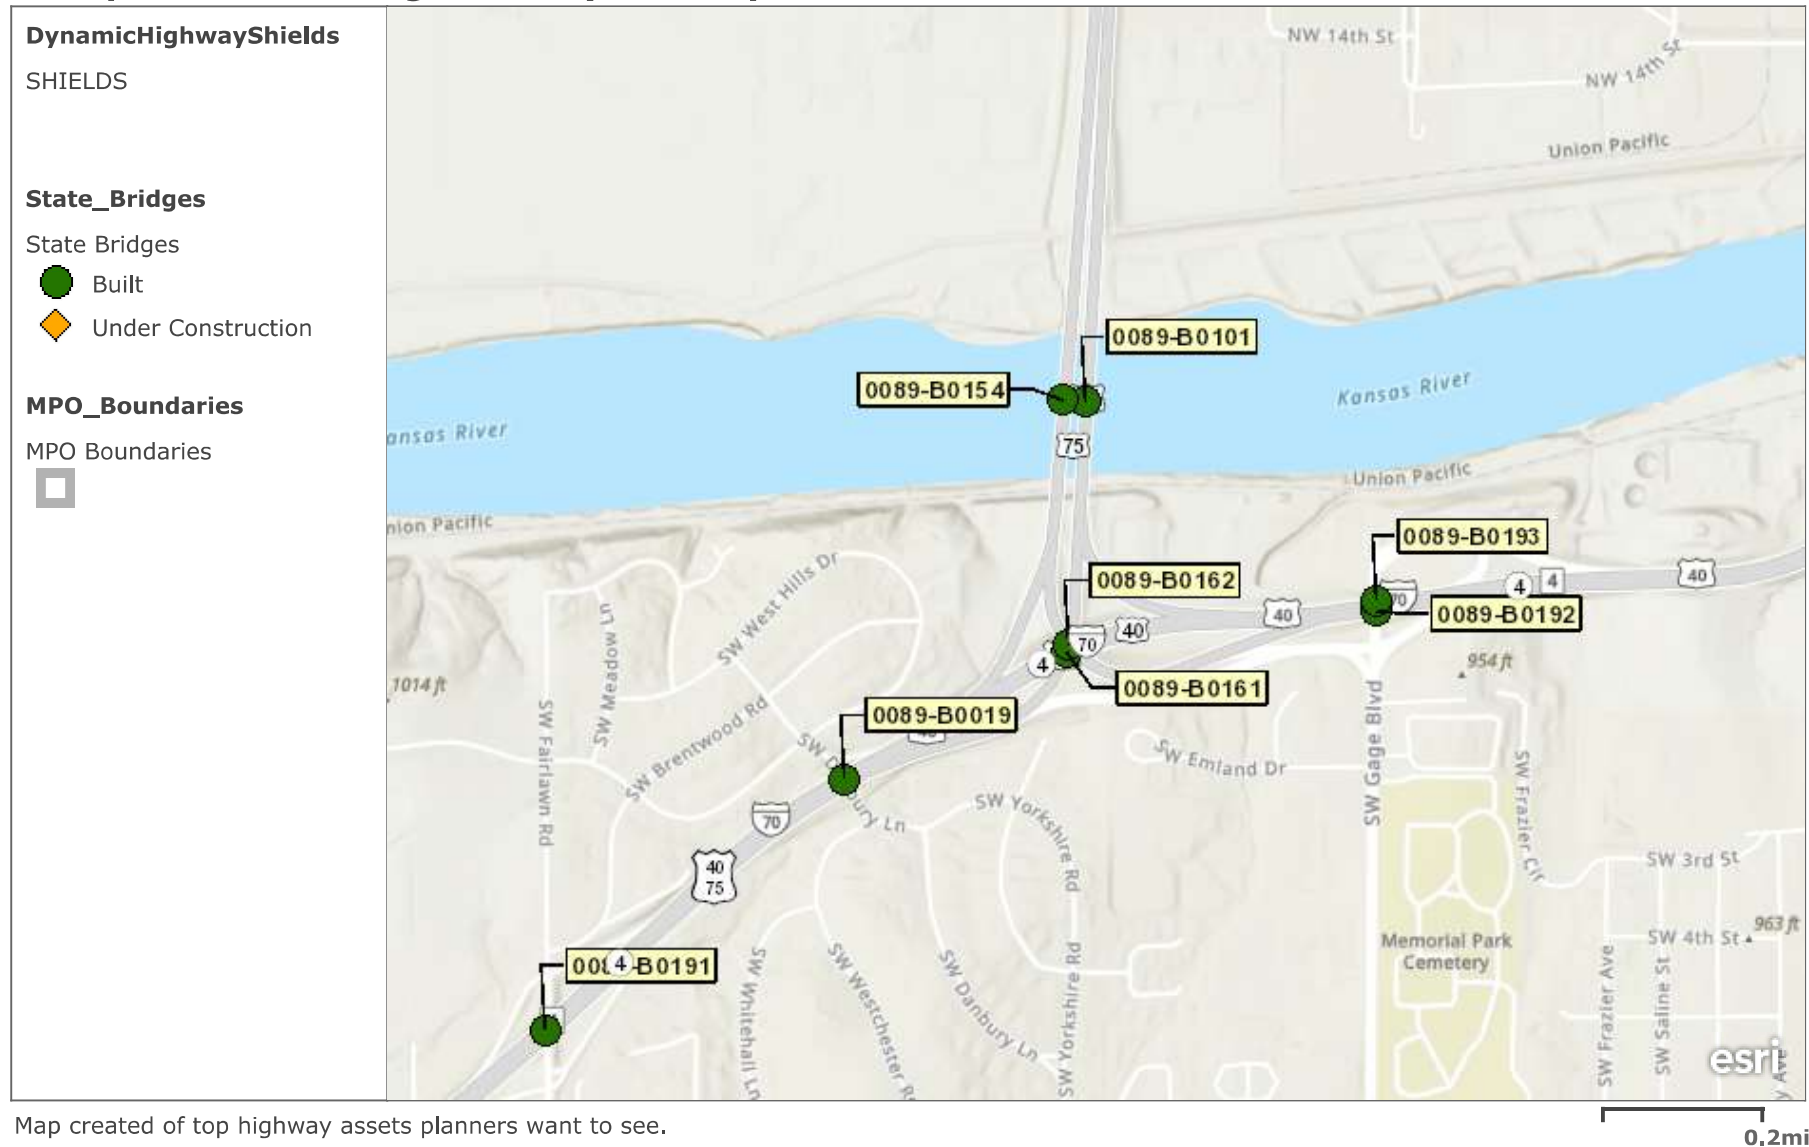 DynamicHighwayShields
SHIELDS
State_Bridges
State Bridges
Built
Under Construction
MPO_Boundaries
MPO Boundaries
NW 14th St
NW 14th St
Union Pacific
0089-B0101
0089-B0154
Kansas River
ansas River
75
Union Pacific
nion Pacific
0089-B0193
0089-B0162
4
4
40
70
0089-B0192
40
40
70
4
SW West Hills Dr
SW Meadow Ln
954 ft
1014 ft
0089-B0161
0089-B0019
SW Fairlawn Rd
SW Brentwood Rd
SW Gage Blvd
SW Emland Dr
SW D
bury Ln
SW Yorkshire Rd
SW Frazier Cir
70
40
75
SW 3rd St
963 ft
SW 4th St
Memorial Park
Cemetery
4
-B0191
SW Whitehall Ln
SW Westchester R
SW Danbury Ln
SW Yorkshire Rd
SW Frazier Ave
SW Saline St
y Ave
esri
Map created of top highway assets planners want to see.
0.2mi